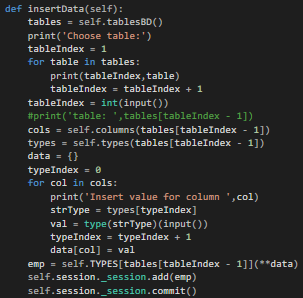 def insertData(self):
    tables = self.tablesBD()
    print('Choose table:')
    tableIndex = 1
    for table in tables:
        print(tableIndex,table)
        tableIndex = tableIndex + 1
    tableIndex = int(input())
    #print('table: ',tables[tableIndex - 1])
    cols = self.columns(tables[tableIndex - 1])
    types = self.types(tables[tableIndex - 1])
    data = {}
    typeIndex = 0
    for col in cols:
        print('Insert value for column ',col)
        strType = types[typeIndex]
        val = type(strType)(input())
        typeIndex = typeIndex + 1
        data[col] = val
    emp = self.TYPES[tables[tableIndex - 1]](**data)
    self.session._session.add(emp)
    self.session._session.commit()